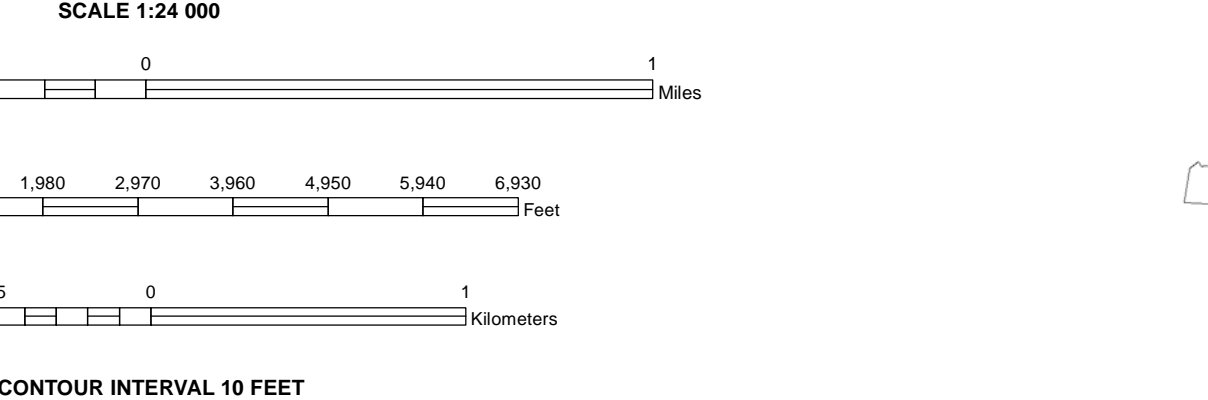 SCALE 1:24 000
0 1
Miles
1,980 2,970 3,960 4,950 5,940 6,930
Feet
5 0 1
Kilometers
CONTOUR INTERVAL 10 FEET